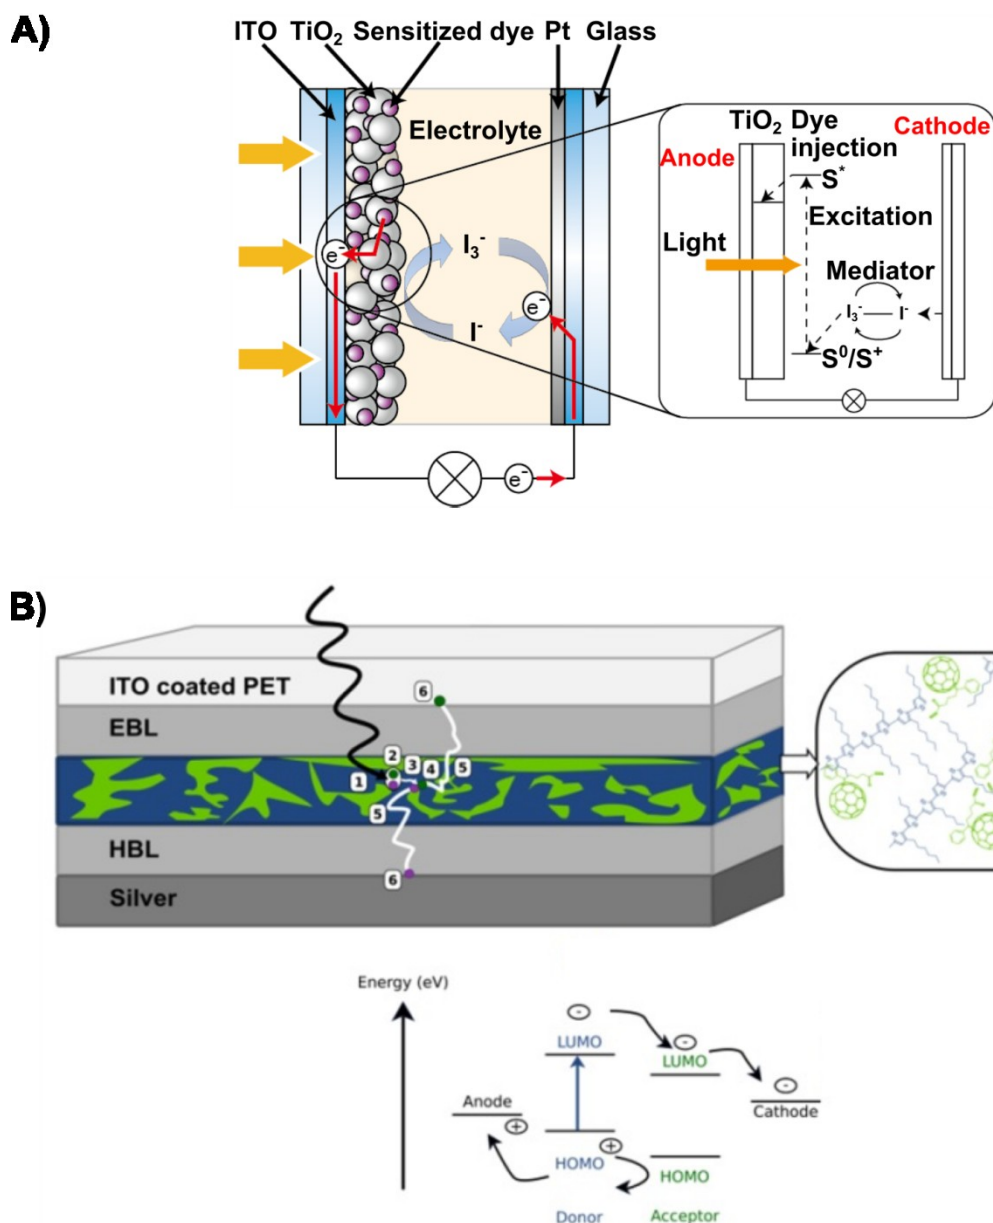 A)
ITO TiO2 Sensitized dye Pt Glass
Electrolyte
e-
I3-
I-
e-
e-
TiO2 Dye
injection
Cathode
Anode
S*
Excitation
Light
Mediator
I3- I-
S0/S+
B)
ITO coated PET
6
EBL
2
1
3
4
5
5
HBL
6
Silver
Energy (eV)
-
LUMO
-
LUMO
-
Anode
Cathode
+
+
HOMO
HOMO
Donor
Acceptor